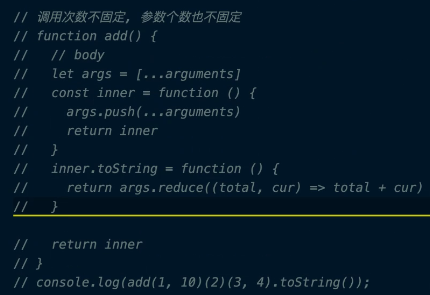 // 调用次数不固定, 参数个数也不固定
// function add() {
//   // body
//   let args = [...arguments]
//   const inner = function () {
//     args.push(...arguments)
//     return inner
//   }
//   inner.toString = function () {
//     return args.reduce((total, cur) => total + cur)
//   }
//   return inner
// }
// console.log(add(1, 10)(2)(3, 4).toString());